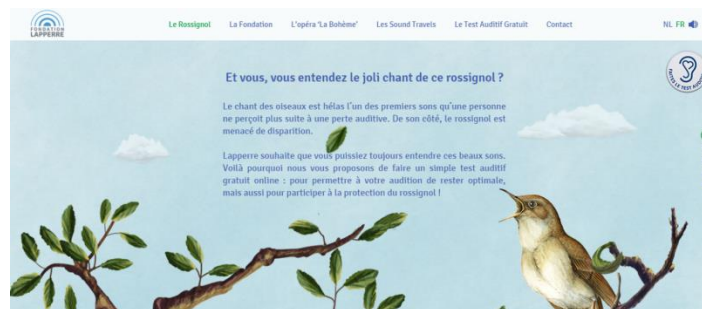 FONDATION
LAPPERRE
Le Rossignol
La Fondation
L'opéra 'La Bohème'
Les Sound Travels
Le Test Auditif Gratuit
Contact
NL FR
FAITES LE TEST
Et vous, vous entendez le joli chant de ce rossignol ?
Le chant des oiseaux est hélas l'un des premiers sons qu'une personne
ne perçoit plus suite à une perte auditive. De son côté, le rossignol est
menacé de disparition.
Lapperre souhaite que vous puissiez toujours entendre ces beaux sons.
Voilà pourquoi nous vous proposons de faire un simple test auditif
gratuit online : pour permettre à votre audition de rester optimale,
mais aussi pour participer à la protection du rossignol !